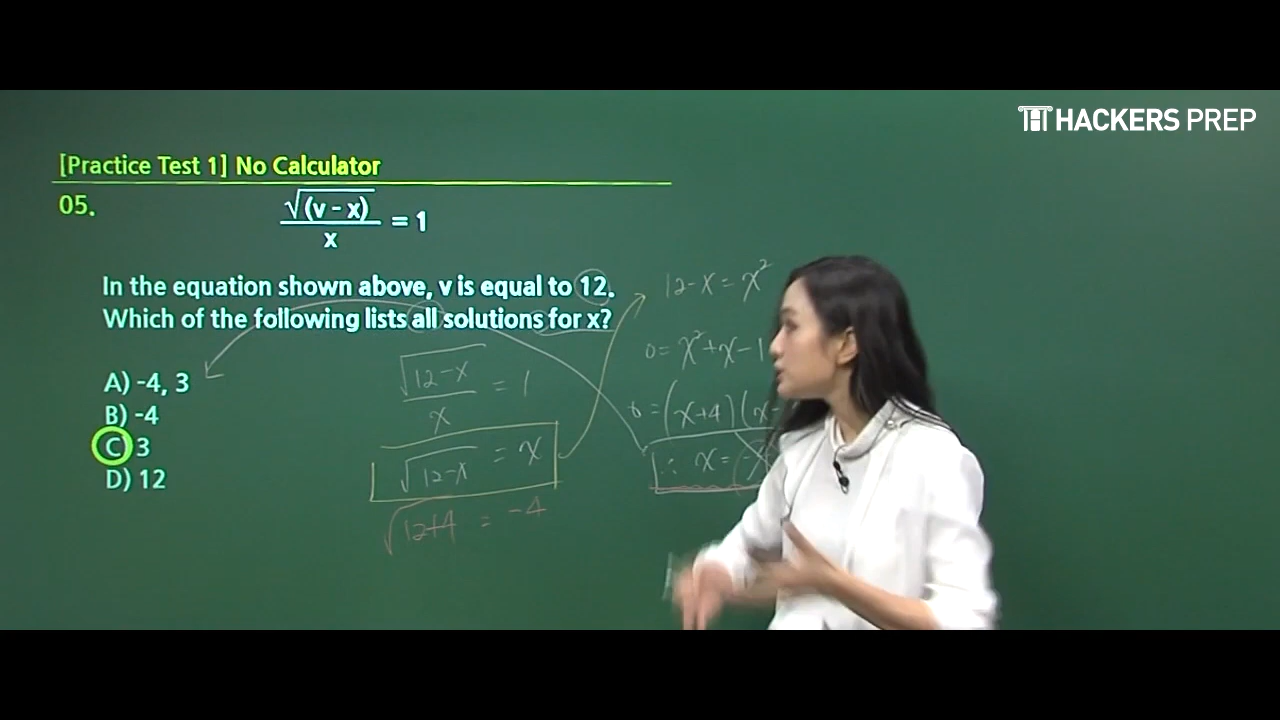 HACKERS PREP
[Practice Test 1] No Calculator
05.
√(v - x)
x
= 1
In the equation shown above, v is equal to 12.
Which of the following lists all solutions for x?
A) -4, 3
B) -4
C) 3
D) 12
√12-x
x
= 1
√12-x = x
√12+4 = -4
12-x = x²
0 = x²+x-1
0 = (x+4)(x-
∴ x = -